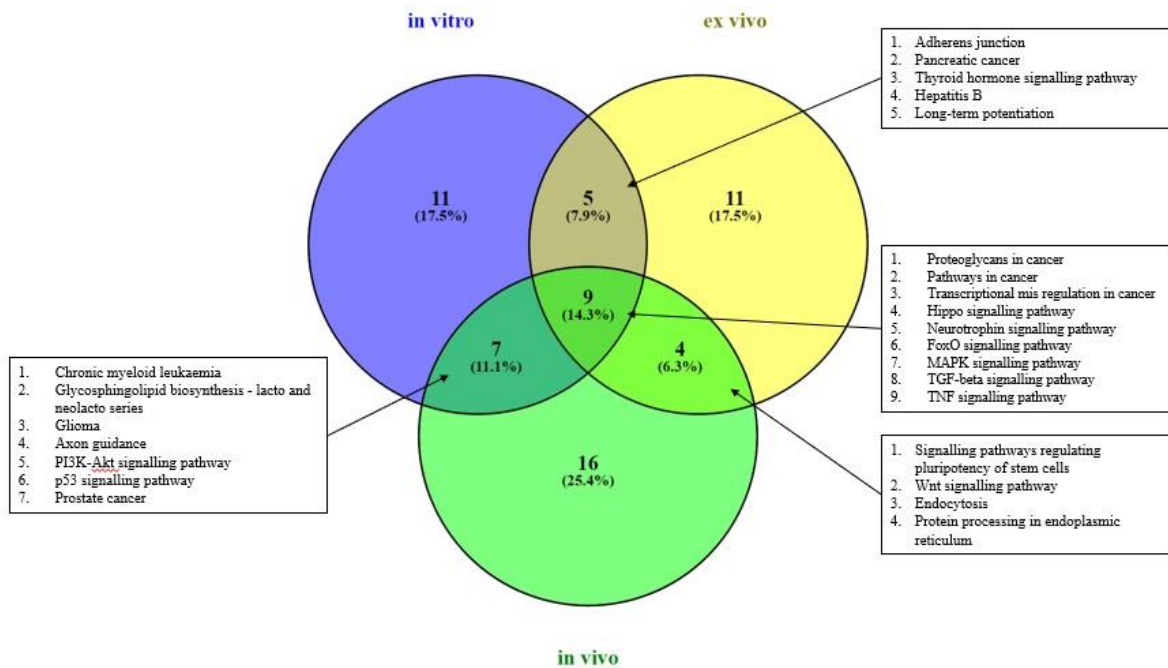 in vitro
ex vivo
1. Adherens junction
2. Pancreatic cancer
3. Thyroid hormone signalling pathway
4. Hepatitis B
5. Long-term potentiation
11
(17.5%)
5
(7.9%)
11
(17.5%)
9
(14.3%)
7
(11.1%)
4
(6.3%)
16
(25.4%)
1. Proteoglycans in cancer
2. Pathways in cancer
3. Transcriptional mis regulation in cancer
4. Hippo signalling pathway
5. Neurotrophin signalling pathway
6. FoxO signalling pathway
7. MAPK signalling pathway
8. TGF-beta signalling pathway
9. TNF signalling pathway
1. Chronic myeloid leukaemia
2. Glycosphingolipid biosynthesis - lacto and
neolacto series
3. Glioma
4. Axon guidance
5. PI3K-Akt signalling pathway
6. p53 signalling pathway
7. Prostate cancer
1. Signalling pathways regulating
pluripotency of stem cells
2. Wnt signalling pathway
3. Endocytosis
4. Protein processing in endoplasmic
reticulum
in vivo